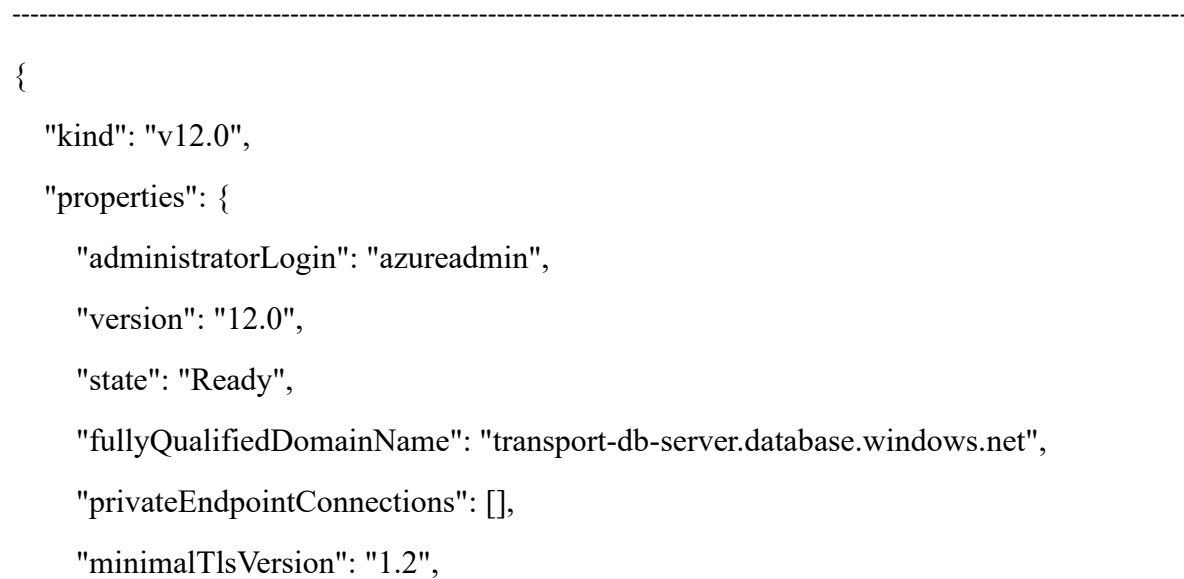 {
"kind": "v12.0",
"properties": {
"administratorLogin": "azureadmin",
"version": "12.0",
"state": "Ready",
"fullyQualifiedDomainName": "transport-db-server.database.windows.net",
"privateEndpointConnections": [],
"minimalTlsVersion": "1.2",